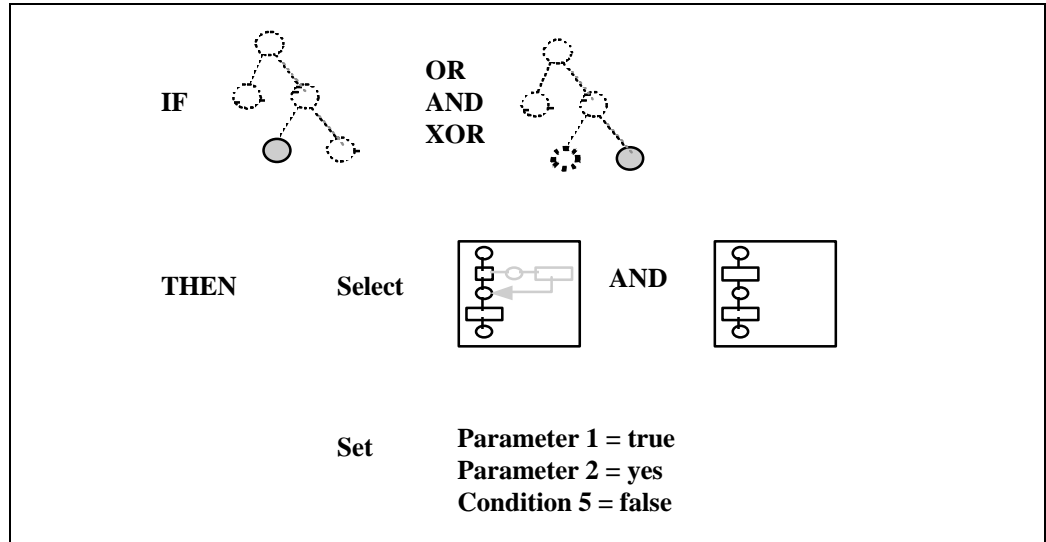 IF
OR
AND
XOR
THEN
Select
AND
Set
Parameter 1 = true
Parameter 2 = yes
Condition 5 = false